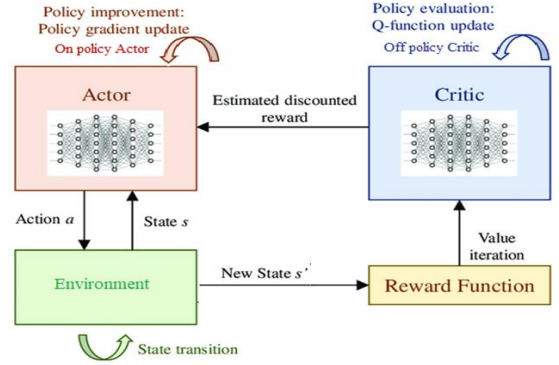 Policy improvement:
Policy gradient update
On policy Actor
Policy evaluation:
Q-function update
Off policy Critic
Actor
Critic
Estimated discounted
reward
Action a
State s
Value
iteration
Environment
New State s'
Reward Function
State transition